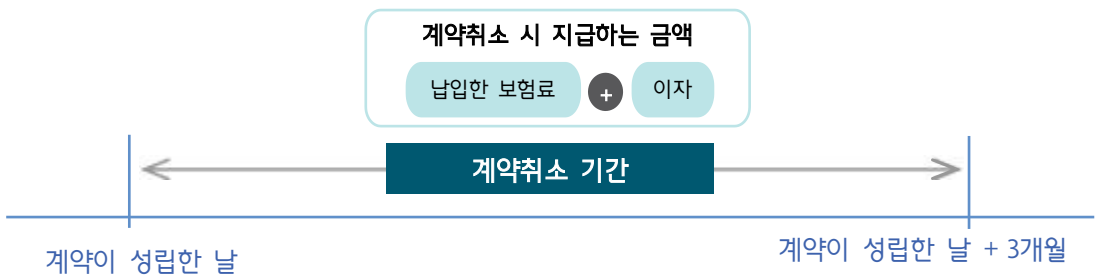 계약취소 시 지급하는 금액
납입한 보험료 + 이자
계약취소 기간
계약이 성립한 날
계약이 성립한 날 + 3개월